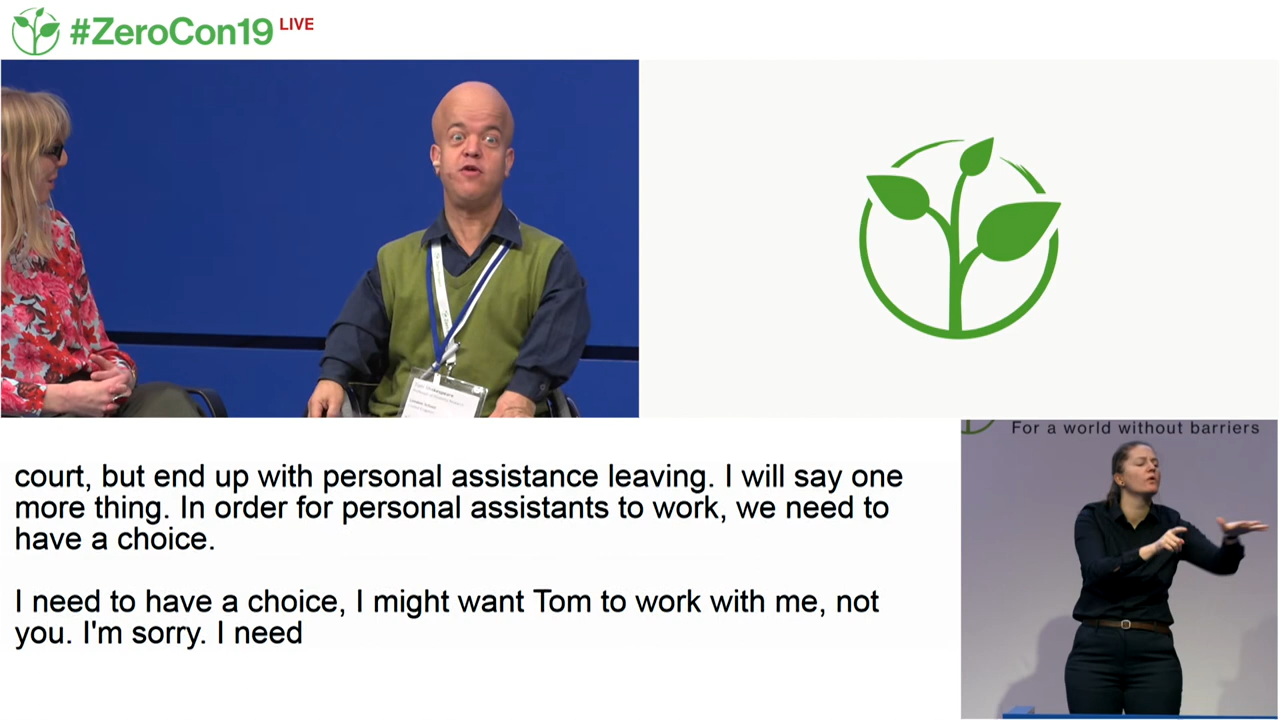 #ZeroCon19 LIVE
For a world without barriers
court, but end up with personal assistance leaving. I will say one
more thing. In order for personal assistants to work, we need to
have a choice.
I need to have a choice, I might want Tom to work with me, not
you. I'm sorry. I need